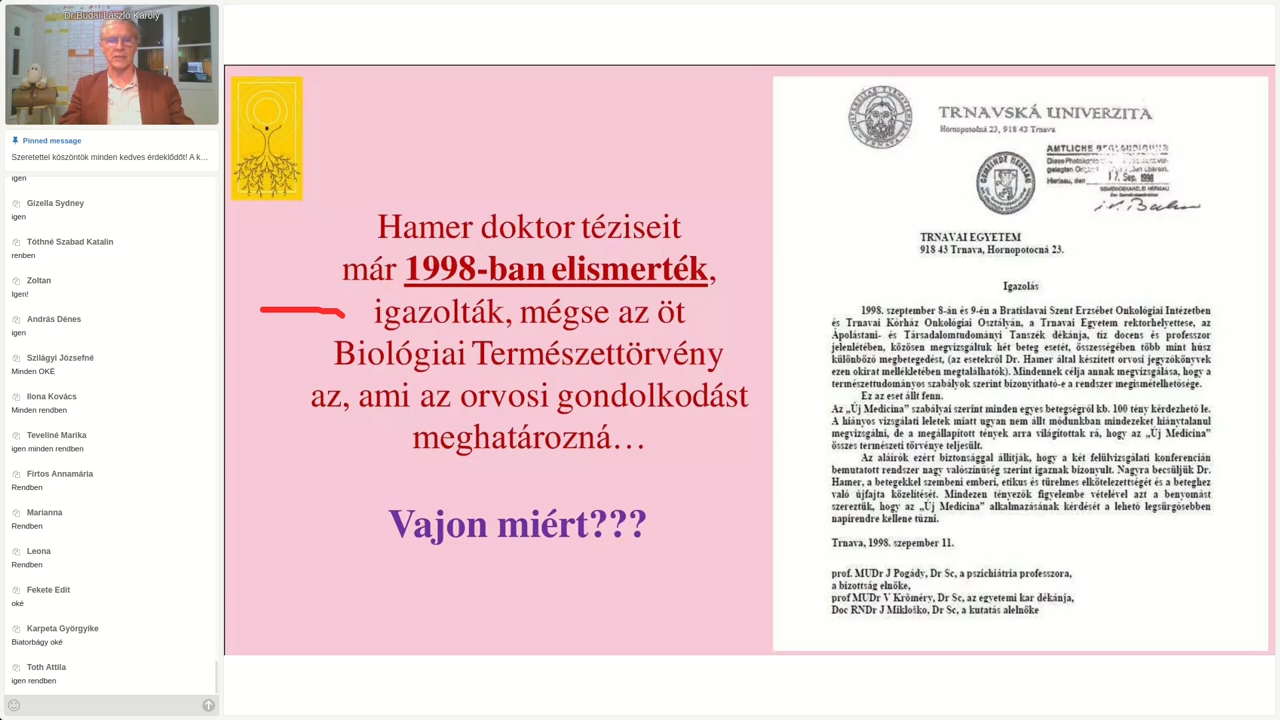 Dr Budai László Károly
Pinned message
Szeretettel köszöntök minden kedves érdeklődőt! A k…
igen
Gizella Sydney
igen
Tóthné Szabad Katalin
renben
Zoltan
Igen!
András Dénes
igen
Szilágyi Józsefné
Minden OKÉ
Ilona Kovács
Minden rendben
Teveliné Marika
igen minden rendben
Firtos Annamária
Rendben
Marianna
Rendben
Leona
Rendben
Fekete Edit
oké
Karpeta Györgyike
Biatorbágy oké
Toth Attila
igen rendben
Hamer doktor téziseit
már 1998-ban elismerték,
igazolták, mégse az öt
Biológiai Természettörvény
az, ami az orvosi gondolkodást
meghatározná…
Vajon miért???
TRNAVSKÁ UNIVERZITA
Hornopotočná 23, 918 43 Trnava
17. Sep. 1998
TRNAVAI EGYETEM
918 43 Trnava, Hornopotocná 23.
Igazolás
1998. szeptember 8-án és 9-én a Bratislavai Szent Erzsébet Onkológiai Intézetben
és Trnavai Kórház Onkológiai Osztályán, a Trnavai Egyetem rektorhelyettese, az
Ápolástani- és Társadalomtudományi Tanszék dékánja, tíz docens és professzor
jelenlétében, közösen megvizsgáltuk hét beteg esetét, összességében több mint húsz
különböző megbetegedést, (az esetekről Dr. Hamer által készített orvosi jegyzőkönyvek
ezen okirat mellékletében megtalálhatók). Mindennek célja annak megvizsgálása, hogy a
természettudományos szabályok szerint bizonyítható-e a rendszer megismételhetősége.
Ez az eset állt fenn.
Az „Új Medicina” szabályai szerint minden egyes betegségről kb. 100 tény kérdezhető le.
A hiányos vizsgálati leletek miatt ugyan nem állt módunkban mindezeket hiánytalanul
megvizsgálni, de a megállapított tények arra világítottak rá, hogy az „Új Medicina”
összes természeti törvénye teljesült.
Az aláírók ezért biztonsággal állítják, hogy a két felülvizsgálati konferencián
bemutatott rendszer nagy valószínűség szerint igaznak bizonyult. Nagyra becsüljük Dr.
Hamer, a betegekkel szembeni emberi, etikus és türelmes elkötelezettségét és a beteghez
való újfajta közelítését. Mindezen tényezők figyelembe vételével azt a benyomást
szereztük, hogy az „Új Medicina” alkalmazásának kérdését a lehető legsürgősebben
napirendre kellene tűzni.
Trnava, 1998. szepember 11.
prof. MUDr J Pogády, Dr Sc, a pszichiátria professzora,
a bizottság elnöke,
prof MUDr V Krčméry, Dr Sc, az egyetemi kar dékánja,
Doc RNDr J Mikloško, Dr Sc, a kutatás alelnöke